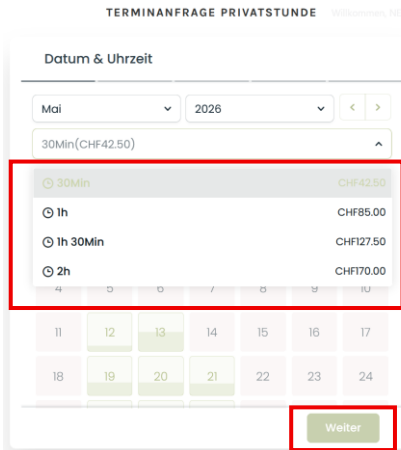 TERMINANFRAGE PRIVATSTUNDE Willkommen,
Datum & Uhrzeit
Mai 2026 < >
30Min(CHF42.50)
30Min CHF42.50
1h CHF85.00
1h 30Min CHF127.50
2h CHF170.00
4 5 6 7 8 9 10
11 12 13 14 15 16 17
18 19 20 21 22 23 24
Weiter